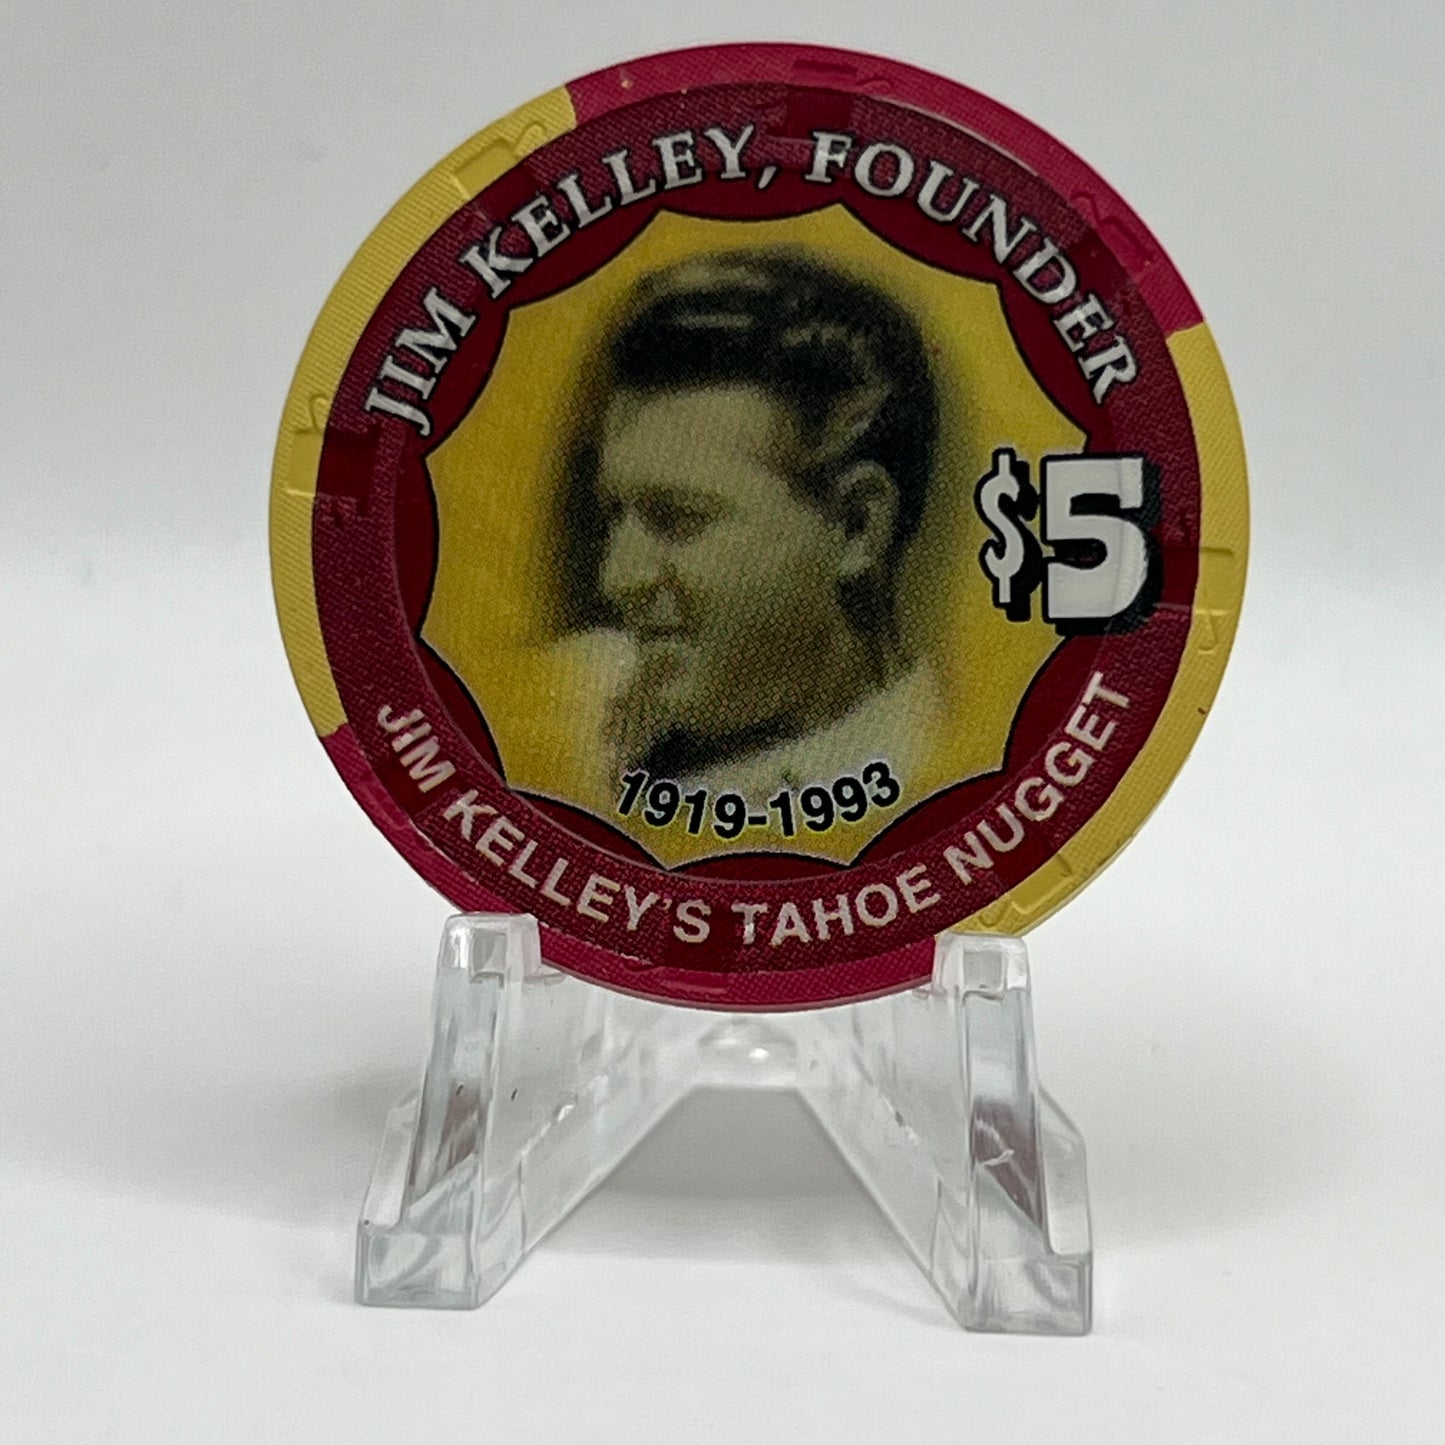 JIM KELLEY, FOUNDER
$5
1919-1993
JIM KELLEY'S TAHOE NUGGET